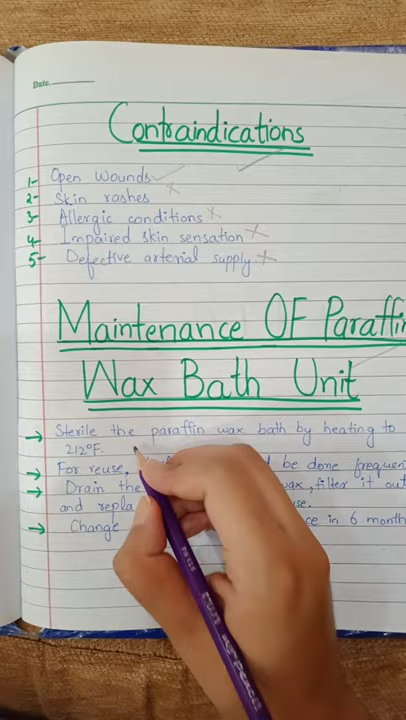 Date
Contraindications
1- Open Wounds
2- Skin rashes
3- Allergic conditions
4- Impaired skin sensation
5- Defective arterial supply
Maintenance OF Paraffin
Wax Bath Unit
→ Sterile the paraffin wax bath by heating to
212°F.
→ For reuse, be done frequen
→ Drain the wax, filter it out
and repla
→ Change in 6 month